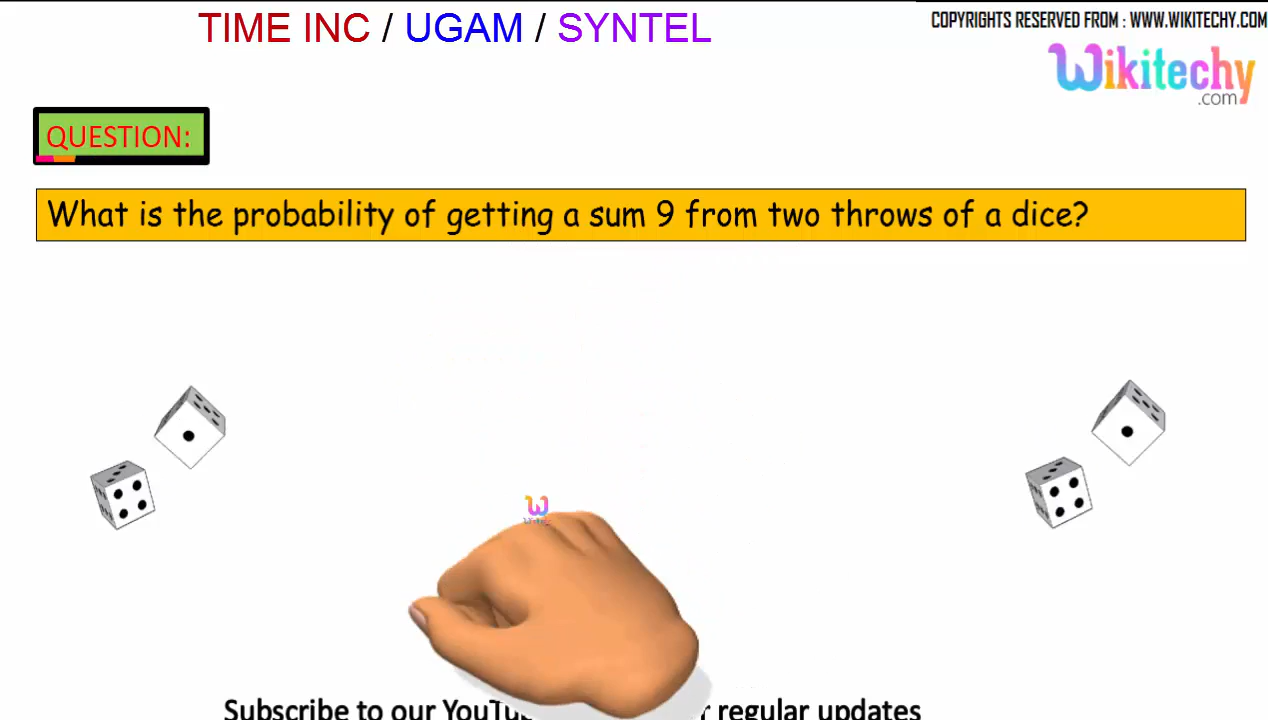 TIME INC / UGAM / SYNTEL
COPYRIGHTS RESERVED FROM : WWW.WIKITECHY.COM
Wikitechy
.com
QUESTION:
What is the probability of getting a sum 9 from two throws of a dice?
W
Subscribe to our YouTu
r regular updates